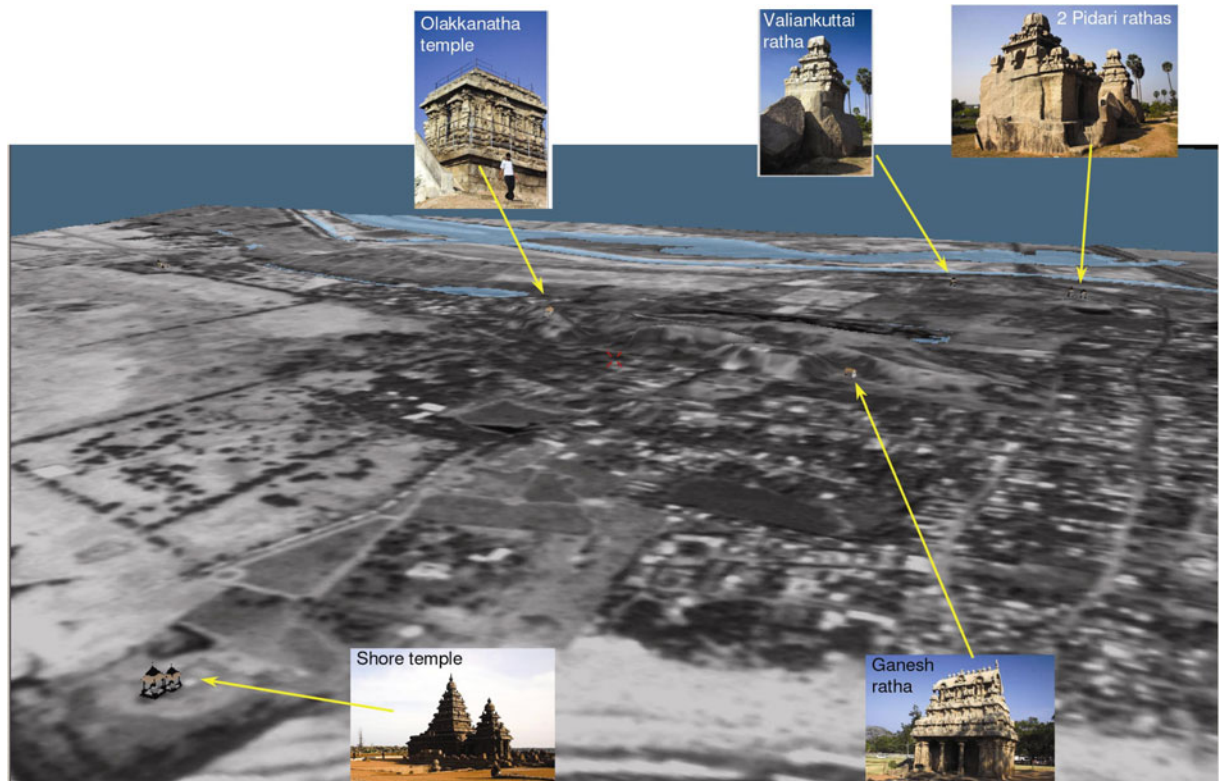 Olakkanatha
temple
Valiankuttai
ratha
2 Pidari rathas
Shore temple
Ganesh
ratha